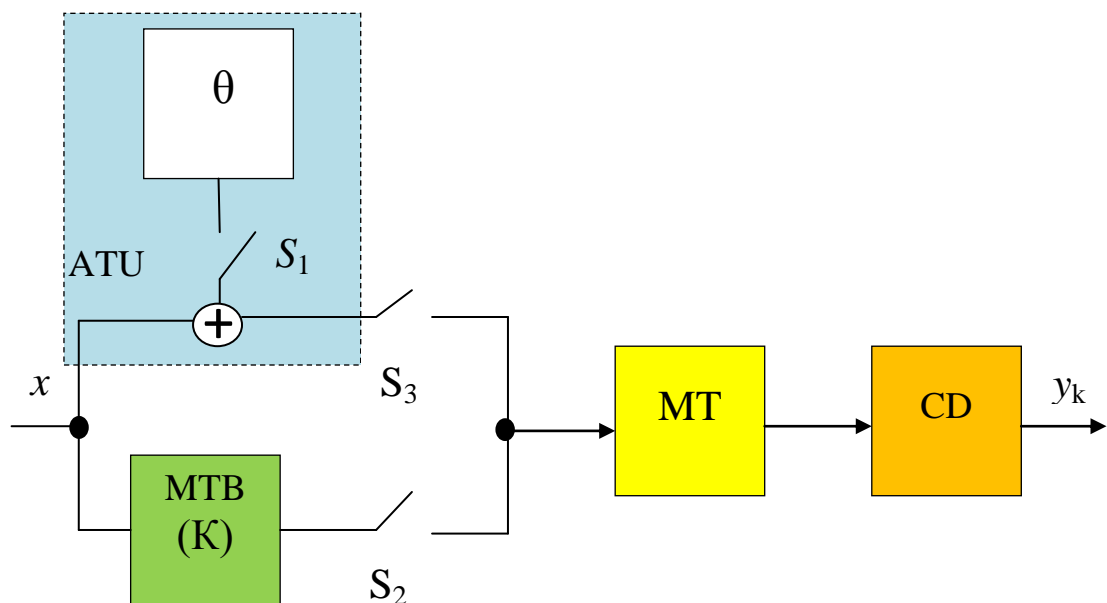 θ
S₁
ATU
+
x
S₃
MT
CD
yₖ
MTB
(К)
S₂